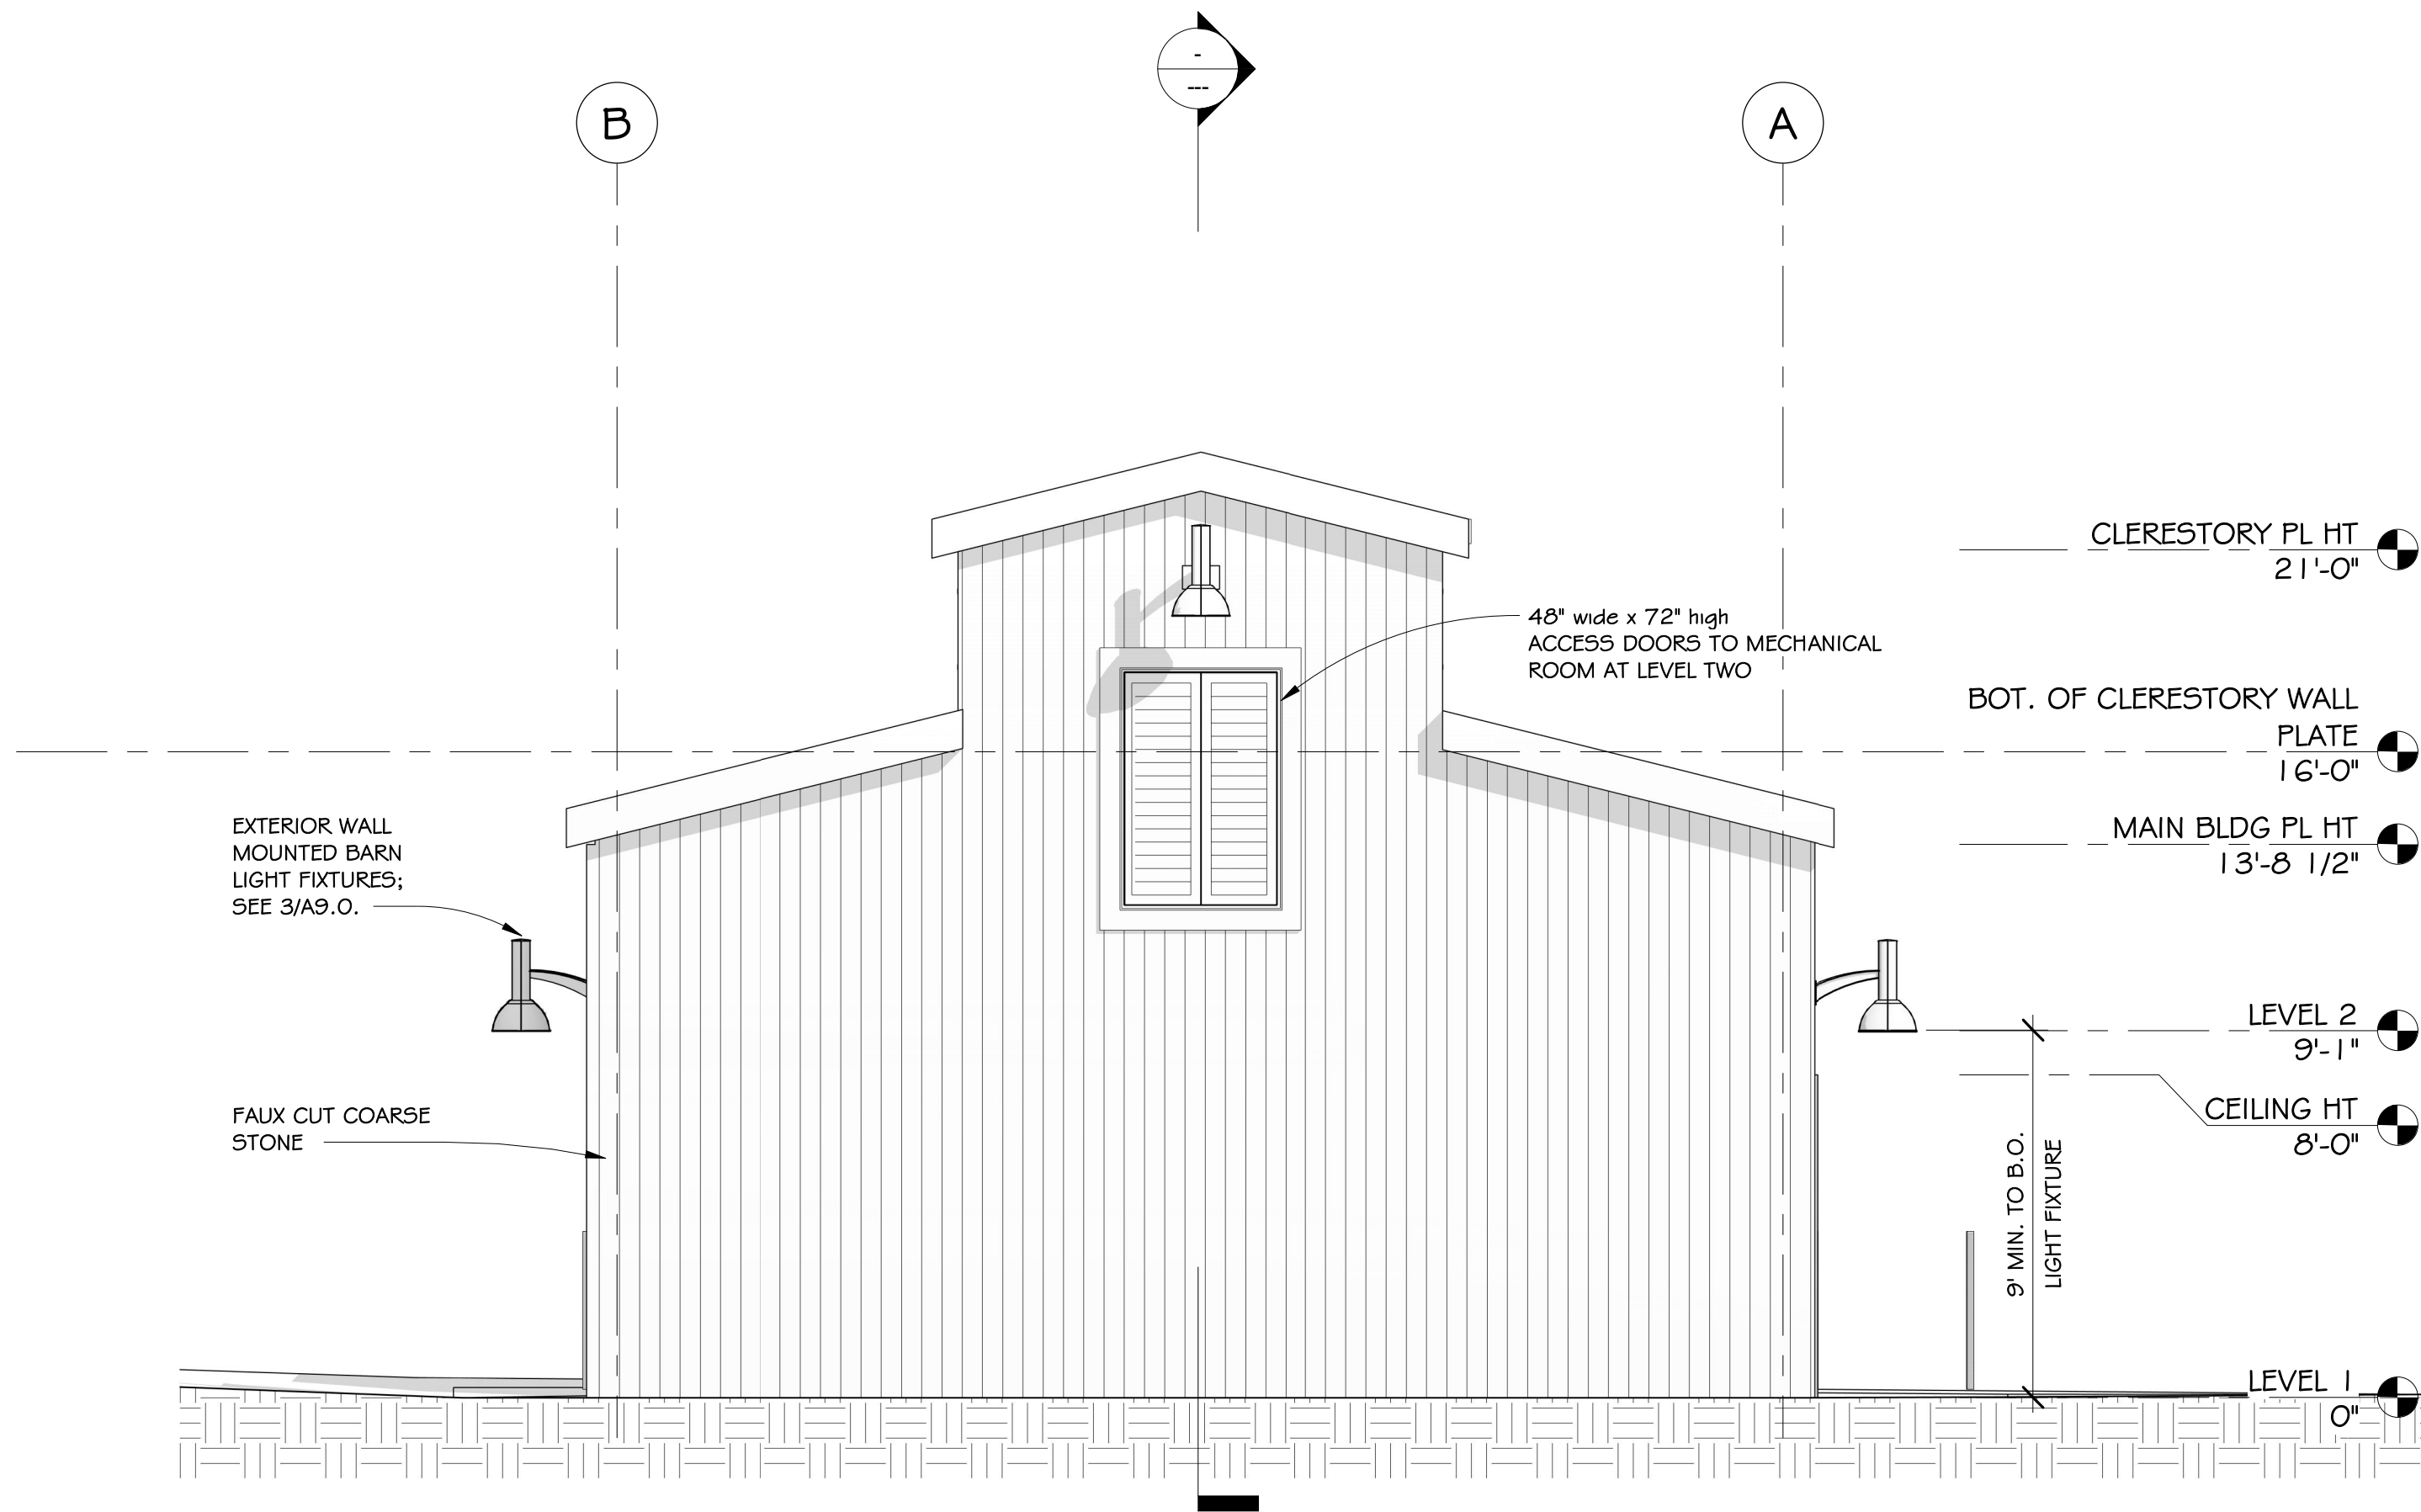 -
---
B
A
CLERESTORY PL HT
21'-0"
48" wide x 72" high
ACCESS DOORS TO MECHANICAL
ROOM AT LEVEL TWO
BOT. OF CLERESTORY WALL
PLATE
16'-0"
EXTERIOR WALL
MOUNTED BARN
LIGHT FIXTURES;
SEE 3/A9.0.
MAIN BLDG PL HT
13'-8 1/2"
LEVEL 2
9'-1"
FAUX CUT COARSE
STONE
CEILING HT
8'-0"
9' MIN. TO B.O.
LIGHT FIXTURE
LEVEL 1
0"